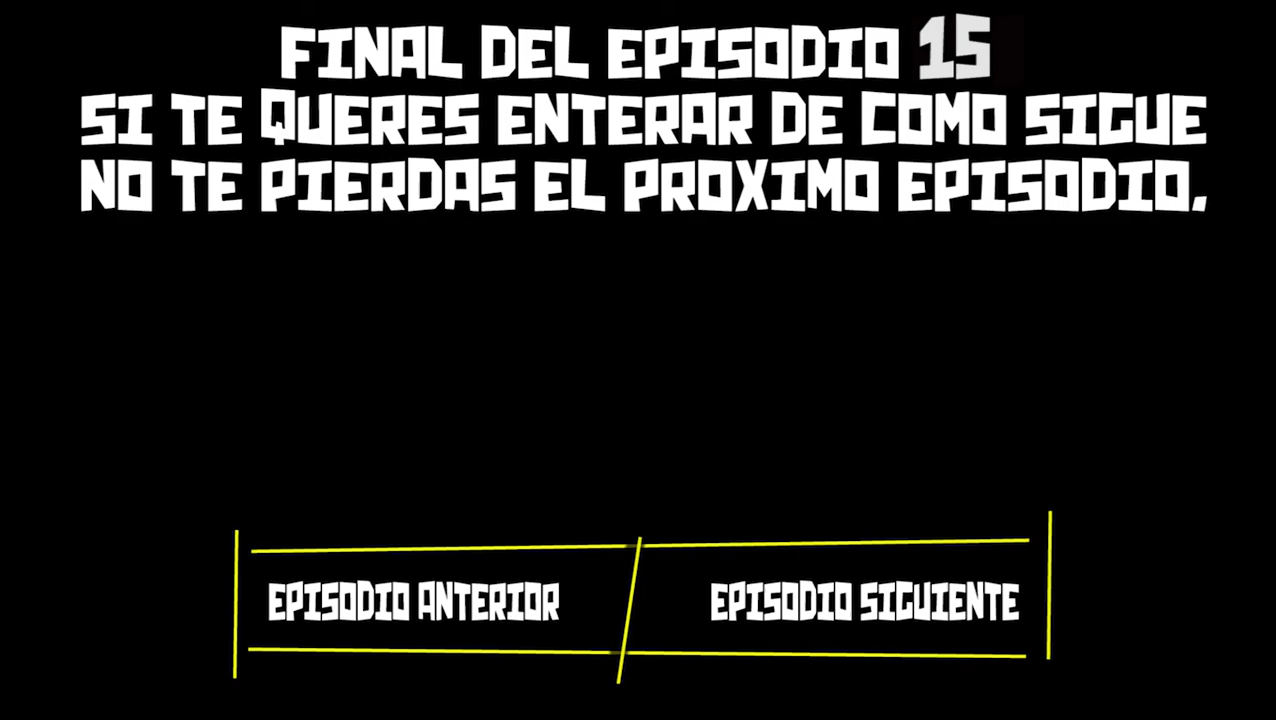 FINAL DEL EPISODIO 15
SI TE QUERES ENTERAR DE COMO SIGUE
NO TE PIERDAS EL PROXIMO EPISODIO.
EPISODIO ANTERIOR
EPISODIO SIGUIENTE